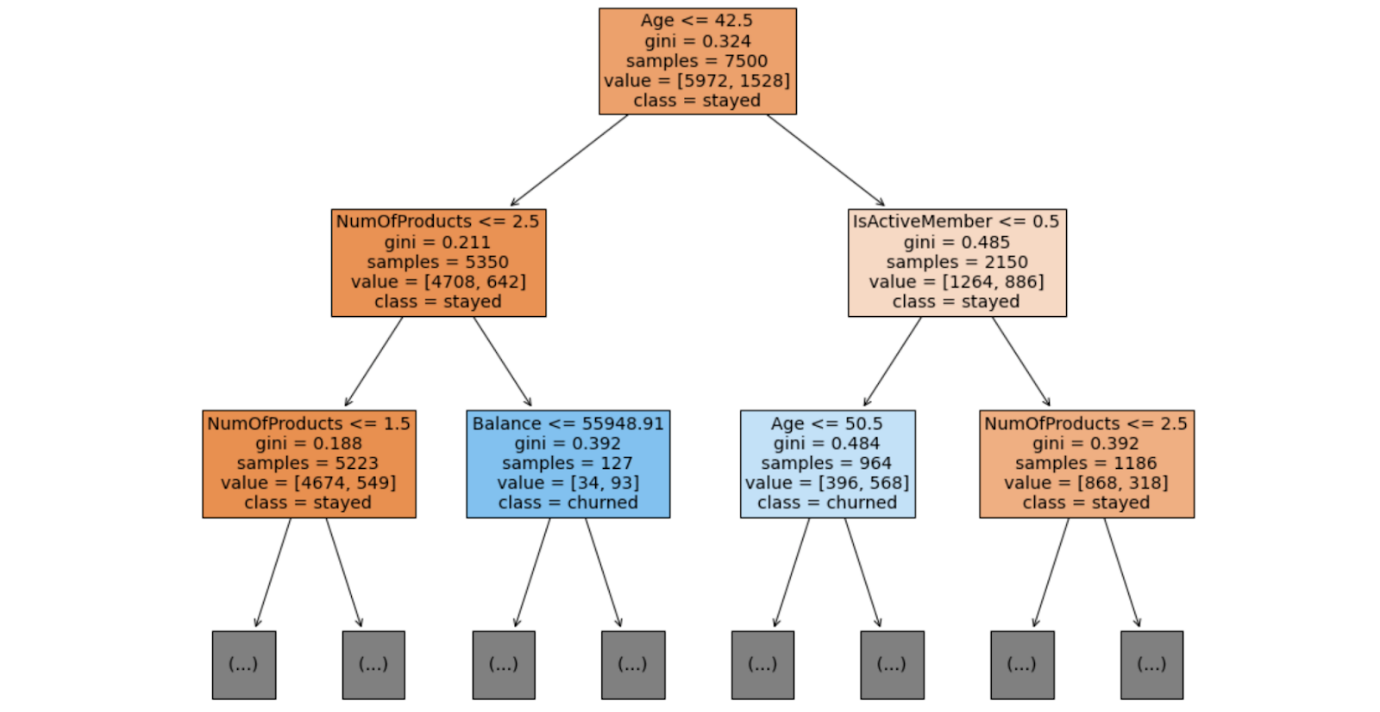 Age <= 42.5
gini = 0.324
samples = 7500
value = [5972, 1528]
class = stayed
NumOfProducts <= 2.5
gini = 0.211
samples = 5350
value = [4708, 642]
class = stayed
IsActiveMember <= 0.5
gini = 0.485
samples = 2150
value = [1264, 886]
class = stayed
NumOfProducts <= 1.5
gini = 0.188
samples = 5223
value = [4674, 549]
class = stayed
Balance <= 55948.91
gini = 0.392
samples = 127
value = [34, 93]
class = churned
Age <= 50.5
gini = 0.484
samples = 964
value = [396, 568]
class = churned
NumOfProducts <= 2.5
gini = 0.392
samples = 1186
value = [868, 318]
class = stayed
(...)
(...)
(...)
(...)
(...)
(...)
(...)
(...)